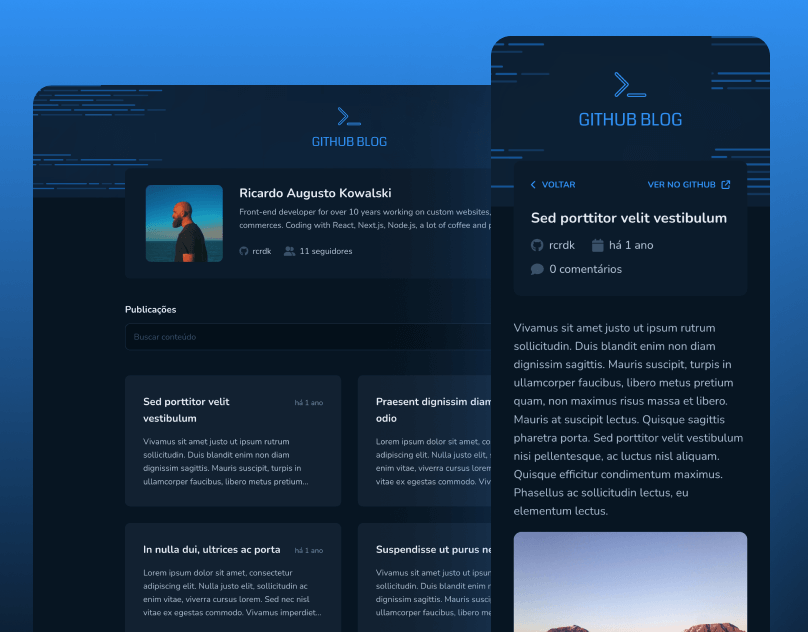 GITHUB BLOG
Ricardo Augusto Kowalski
Front-end developer for over 10 years working on custom websites,
commerces. Coding with React, Next.js, Node.js, a lot of coffee and
rcrdk
11 seguidores
Publicações
Buscar conteúdo
Sed porttitor velit
vestibulum
há 1 ano
Vivamus sit amet justo ut ipsum rutrum
sollicitudin. Duis blandit enim non diam
dignissim sagittis. Mauris suscipit, turpis in
ullamcorper faucibus, libero metus pretium...
Praesent dignissim diam
odio
Lorem ipsum dolor sit amet, co
adipiscing elit. Nulla justo elit,
enim vitae, viverra cursus lorem
vitae ex egestas commodo. Viv
In nulla dui, ultrices ac porta
há 1 ano
Lorem ipsum dolor sit amet, consectetur
adipiscing elit. Nulla justo elit, sollicitudin ac
enim vitae, viverra cursus lorem. Sed nec nisl
vitae ex egestas commodo. Vivamus imperdiet...
Suspendisse ut purus ne
Vivamus sit amet justo ut ipsum
sollicitudin. Duis blandit enim n
dignissim sagittis. Mauris suscip
ullamcorper faucibus, libero me
GITHUB BLOG
VOLTAR
VER NO GITHUB
Sed porttitor velit vestibulum
rcrdk
há 1 ano
0 comentários
Vivamus sit amet justo ut ipsum rutrum
sollicitudin. Duis blandit enim non diam
dignissim sagittis. Mauris suscipit, turpis in
ullamcorper faucibus, libero metus pretium
quam, non maximus risus massa et libero.
Mauris at suscipit lectus. Quisque sagittis
pharetra porta. Sed porttitor velit vestibulum
nisi pellentesque, ac luctus nisl aliquam.
Quisque efficitur condimentum maximus.
Phasellus ac sollicitudin lectus, eu
elementum lectus.